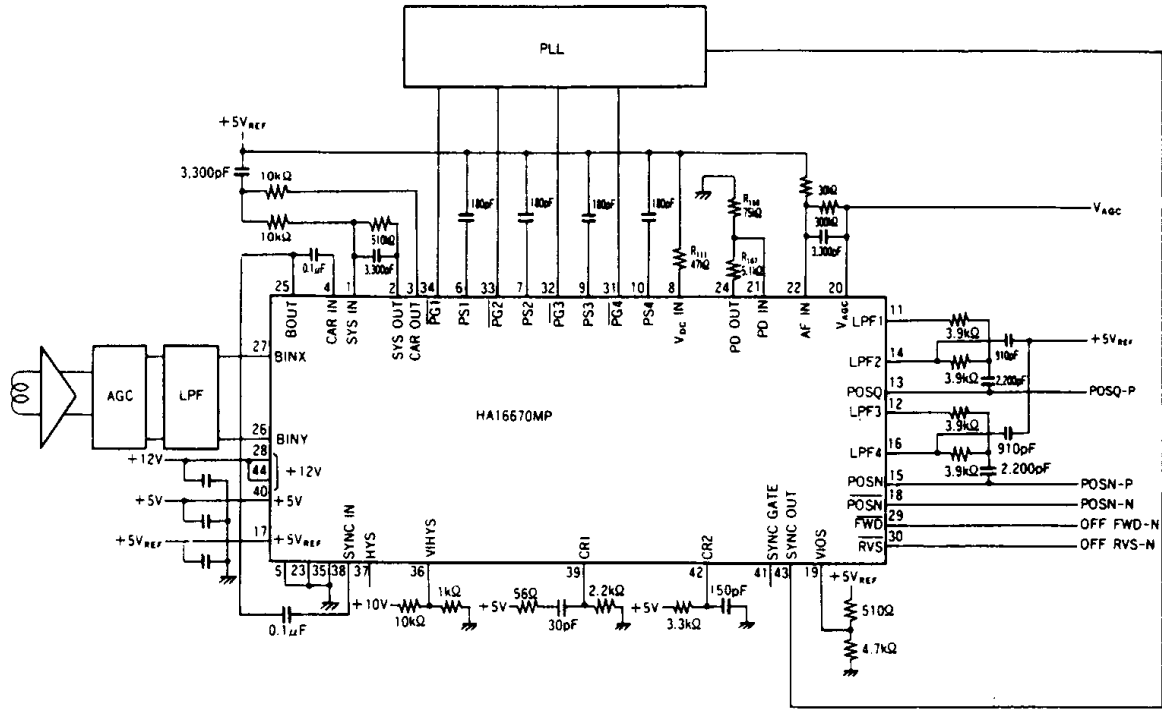 PLL
+5VREF
3,300pF
10kΩ
10kΩ
510kΩ
3,300pF
0.1μF
180pF
180pF
180pF
180pF
R111
47kΩ
R108
75kΩ
R107
5.1kΩ
30kΩ
300kΩ
3,300pF
VAGC
25
4
1
2
3
34
6
33
7
32
9
31
10
8
24
21
22
20
BOUT
CAR IN
SYS IN
SYS OUT
CAR OUT
PG1
PS1
PG2
PS2
PG3
PS3
PG4
PS4
VDC IN
PD OUT
PD IN
AF IN
VAGC
AGC
LPF
27
BINX
26
BINY
HA16670MP
LPF1
11
3.9kΩ
910pF
+5VREF
LPF2
14
3.9kΩ
2,200pF
POSQ
13
POSQ-P
LPF3
12
3.9kΩ
910pF
LPF4
16
3.9kΩ
2.200pF
POSN
15
POSN-P
POSN
18
POSN-N
FWD
29
OFF FWD-N
RVS
30
OFF RVS-N
+12V
28
44
+12V
+5V
40
+5V
+5VREF
17
+5VREF
SYNC IN
HYS
VIHYS
CR1
CR2
SYNC GATE
SYNC OUT
VIOS
5
23
35
38
37
36
39
42
41
43
19
0.1μF
+10V
10kΩ
1kΩ
+5V
56Ω
30pF
2.2kΩ
+5V
3.3kΩ
150pF
+5VREF
510Ω
4.7kΩ